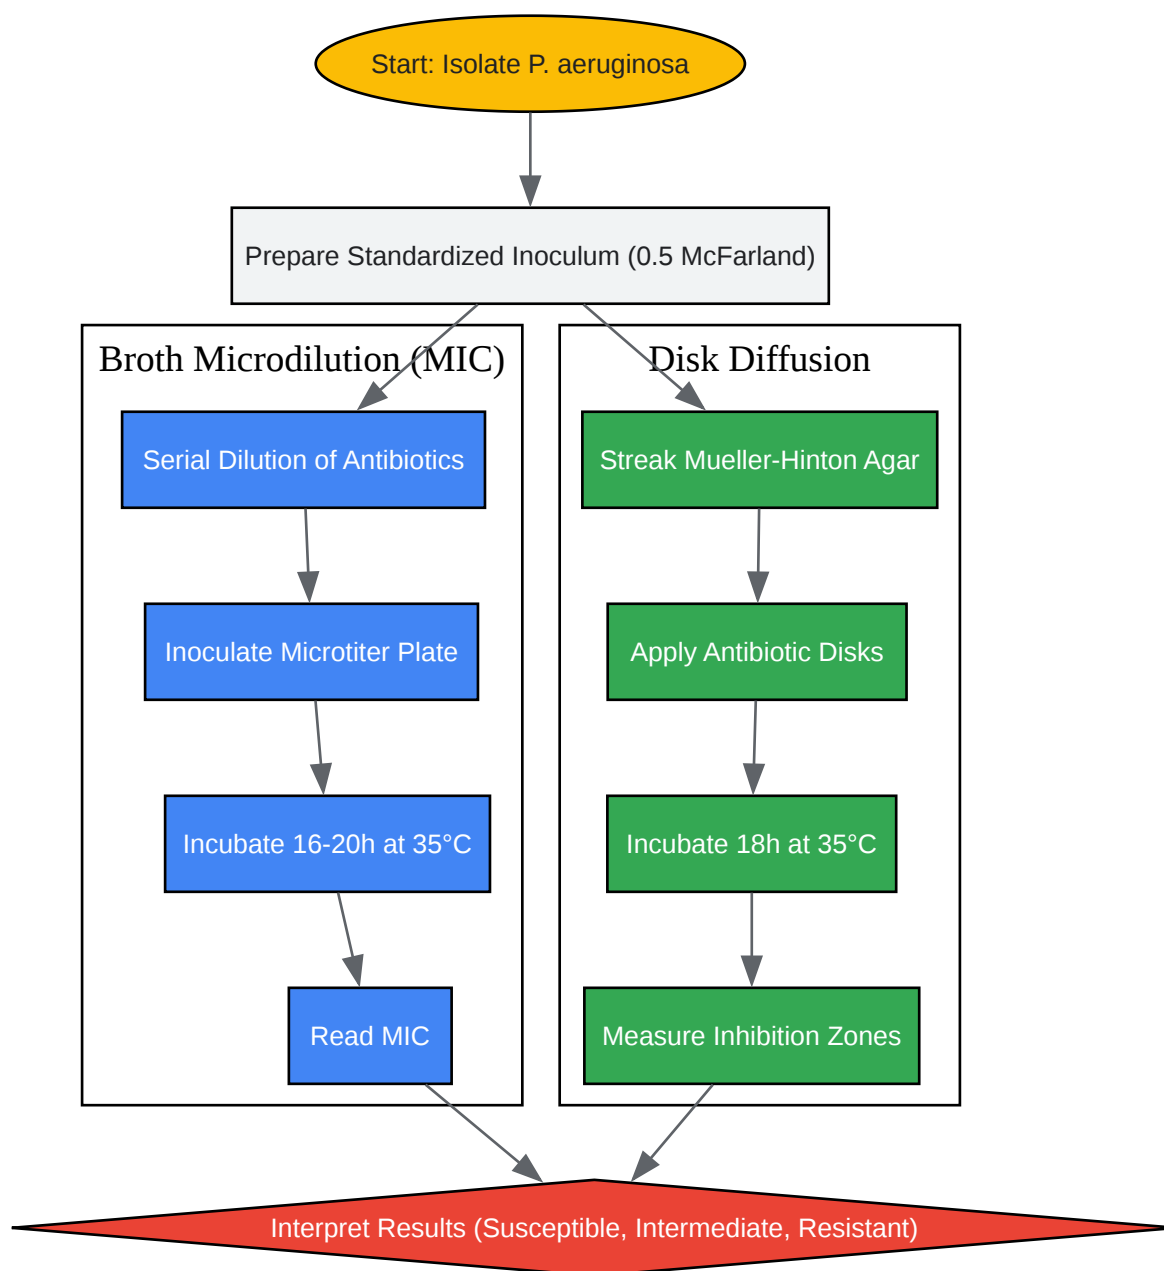 Start: Isolate P. aeruginosa
Prepare Standardized Inoculum (0.5 McFarland)
Broth Microdilution (MIC)
Serial Dilution of Antibiotics
Inoculate Microtiter Plate
Incubate 16-20h at 35°C
Read MIC
Disk Diffusion
Streak Mueller-Hinton Agar
Apply Antibiotic Disks
Incubate 18h at 35°C
Measure Inhibition Zones
Interpret Results (Susceptible, Intermediate, Resistant)